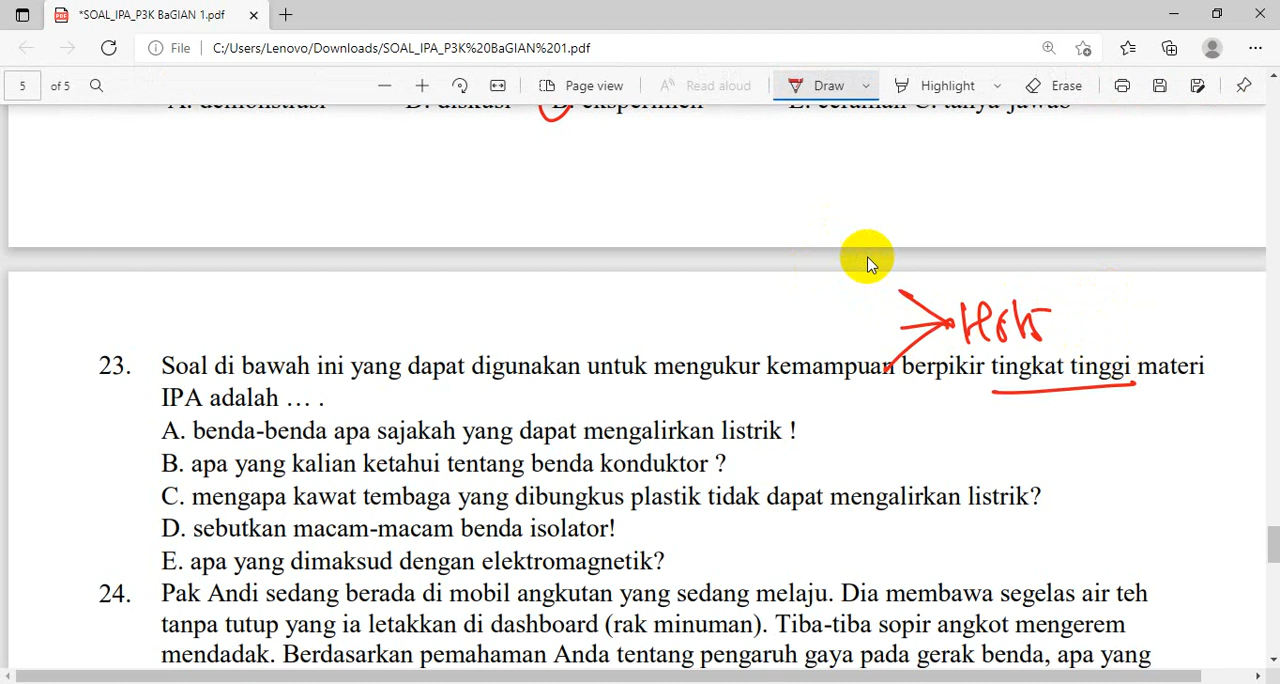 *SOAL_IPA_P3K BaGIAN 1.pdf
File C:/Users/Lenovo/Downloads/SOAL_IPA_P3K%20BaGIAN%201.pdf
5 of 5 Page view Read aloud Draw Highlight Erase
A. demonstrasi D. diskusi B. eksperimen E. ceramah C. tanya jawab
HOTS
23. Soal di bawah ini yang dapat digunakan untuk mengukur kemampuan berpikir tingkat tinggi materi
IPA adalah … .
A. benda-benda apa sajakah yang dapat mengalirkan listrik !
B. apa yang kalian ketahui tentang benda konduktor ?
C. mengapa kawat tembaga yang dibungkus plastik tidak dapat mengalirkan listrik?
D. sebutkan macam-macam benda isolator!
E. apa yang dimaksud dengan elektromagnetik?
24. Pak Andi sedang berada di mobil angkutan yang sedang melaju. Dia membawa segelas air teh
tanpa tutup yang ia letakkan di dashboard (rak minuman). Tiba-tiba sopir angkot mengerem
mendadak. Berdasarkan pemahaman Anda tentang pengaruh gaya pada gerak benda, apa yang